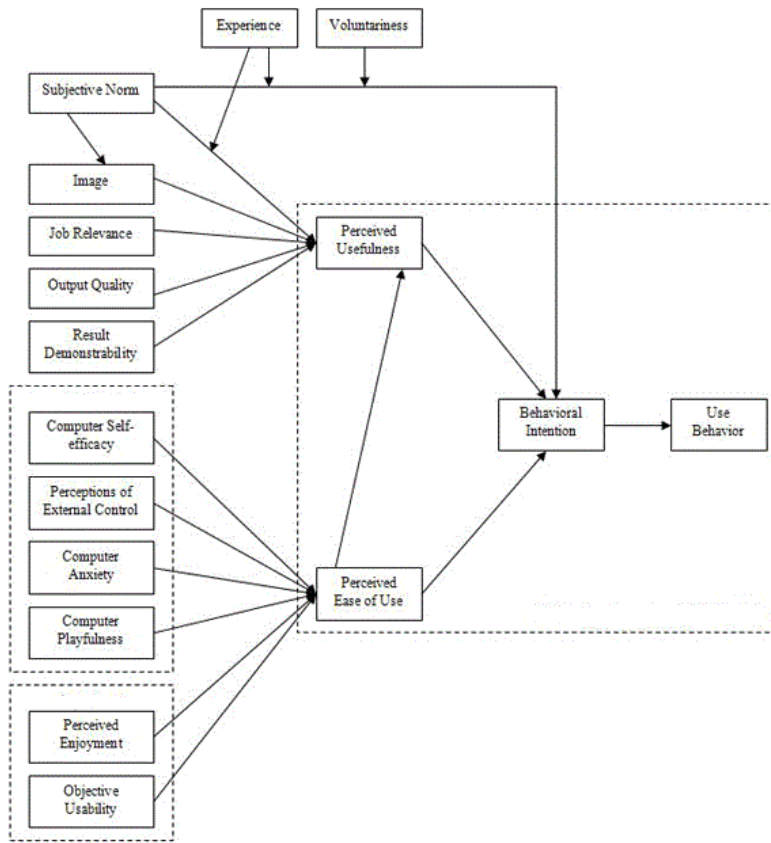 Experience
Voluntariness
Subjective Norm
Image
Job Relevance
Output Quality
Result
Demonstrability
Perceived
Usefulness
Computer Self-
efficacy
Perceptions of
External Control
Computer
Anxiety
Computer
Playfulness
Perceived
Enjoyment
Objective
Usability
Perceived
Ease of Use
Behavioral
Intention
Use
Behavior